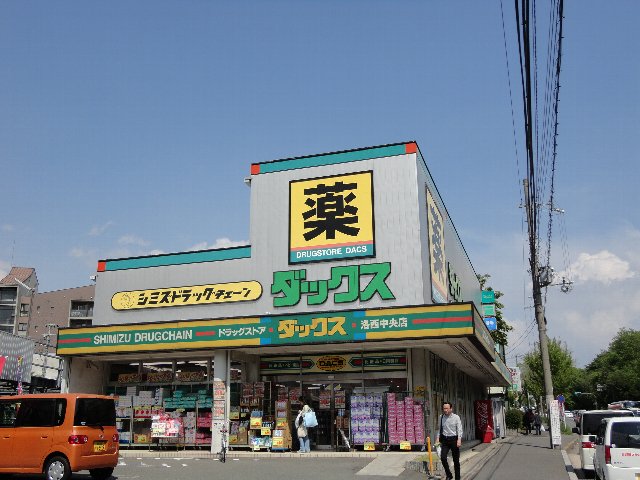 薬
DRUGSTORE DACS
シミズドラッグ・チェーン
ダックス
SHIMIZU DRUGCHAIN
ドラッグストア
ダックス
洛西中央店
薬